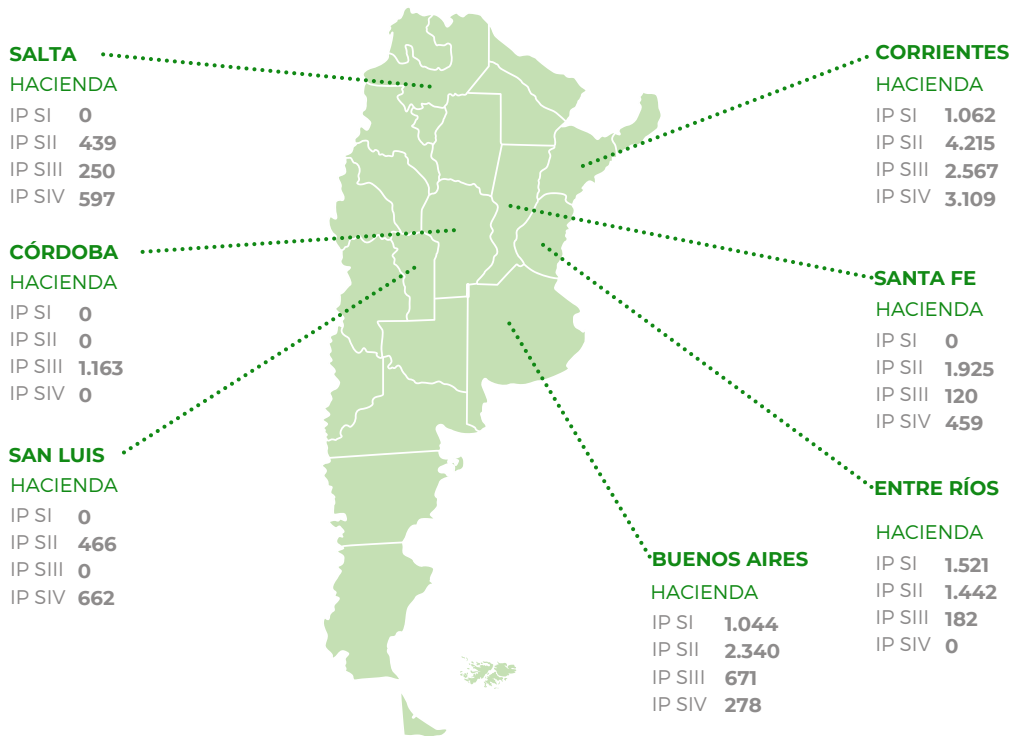 SALTA
HACIENDA
IP SI 0
IP SII 439
IP SIII 250
IP SIV 597
CÓRDOBA
HACIENDA
IP SI 0
IP SII 0
IP SIII 1.163
IP SIV 0
SAN LUIS
HACIENDA
IP SI 0
IP SII 466
IP SIII 0
IP SIV 662
BUENOS AIRES
HACIENDA
IP SI 1.044
IP SII 2.340
IP SIII 671
IP SIV 278
CORRIENTES
HACIENDA
IP SI 1.062
IP SII 4.215
IP SIII 2.567
IP SIV 3.109
SANTA FE
HACIENDA
IP SI 0
IP SII 1.925
IP SIII 120
IP SIV 459
ENTRE RÍOS
HACIENDA
IP SI 1.521
IP SII 1.442
IP SIII 182
IP SIV 0